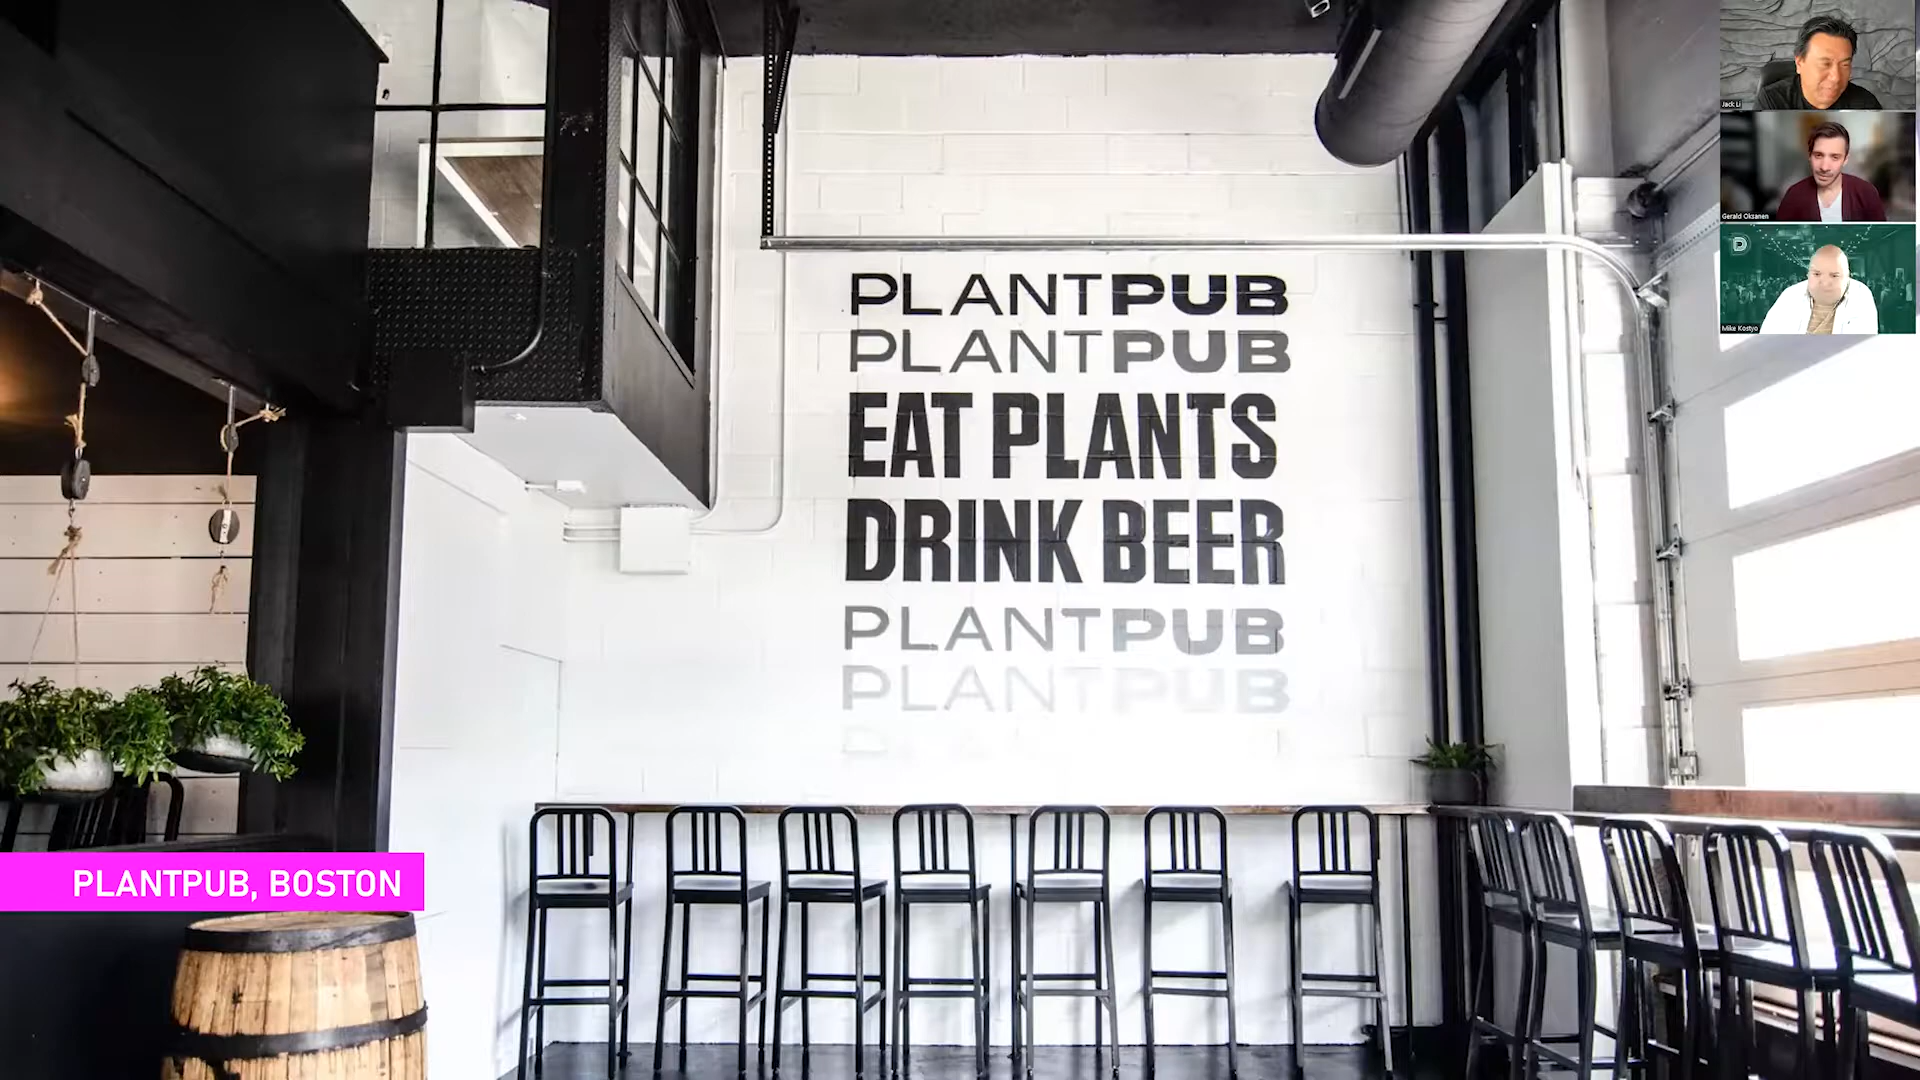 PLANTPUB
PLANTPUB
EAT PLANTS
DRINK BEER
PLANTPUB
PLANTPUB
PLANTPUB, BOSTON
Jack Li
Gerald Oksanen
D
Mike Kostyo